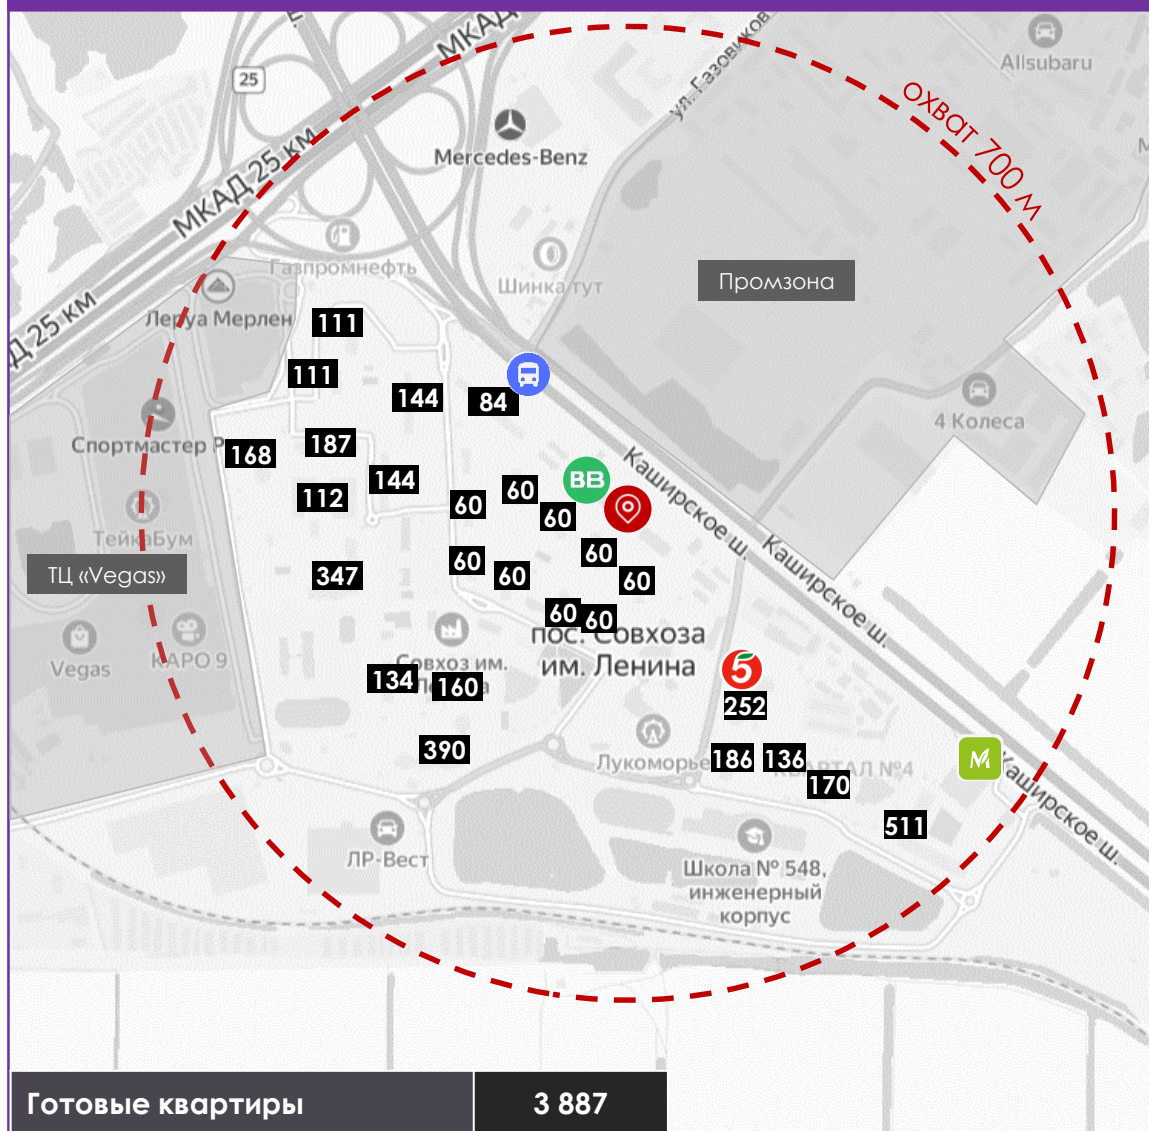 МКАД
Allsubaru
ул. Газовиков
25
охват 700 м
Mercedes-Benz
МКАД 25 км
Газпромнефть
Шинка тут
Промзона
Леруа Мерлен
Д 25 км
111
111
144
84
4 Колеса
Спортмастер Р
168
187
144
112
60
60
60
ВВ
Каширское ш.
ТейкаБум
60
60
60
60
Каширское ш.
ТЦ «Vegas»
347
60
60
Vegas
КАРО 9
пос. Совхоза
им. Ленина
Совхоз им.
134
160
5
252
390
Лукоморье
186
136
КВАРТАЛ №4
170
М
Каширское ш.
511
ЛР-Вест
Школа № 548,
инженерный
корпус
Готовые квартиры
3 887